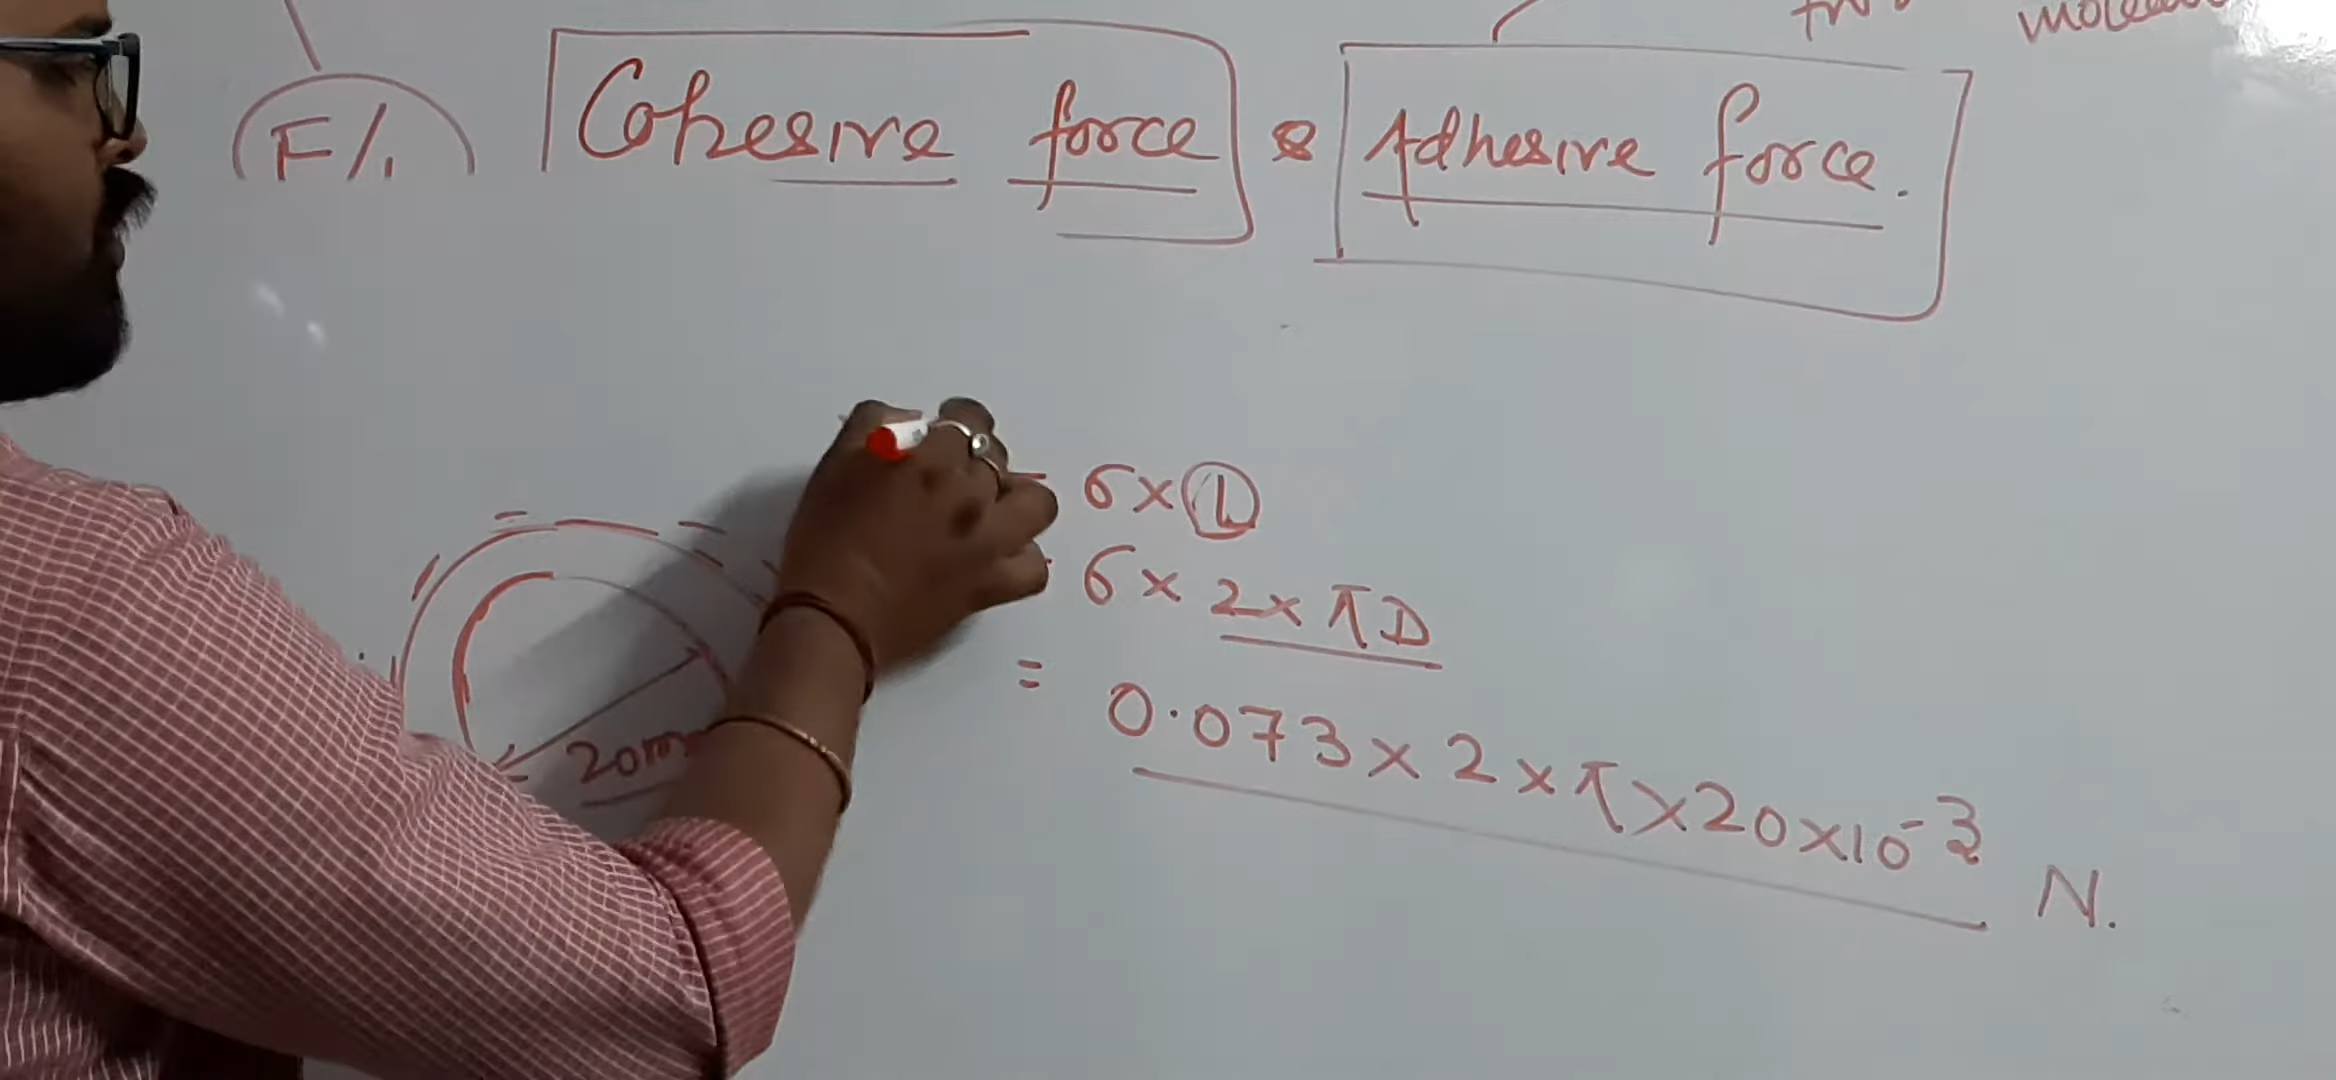 F/.
Cohesive force & Adhesive force.
= σ × L
= σ × 2 × πD
20m
= 0.073 × 2 × π × 20 × 10⁻³ N.